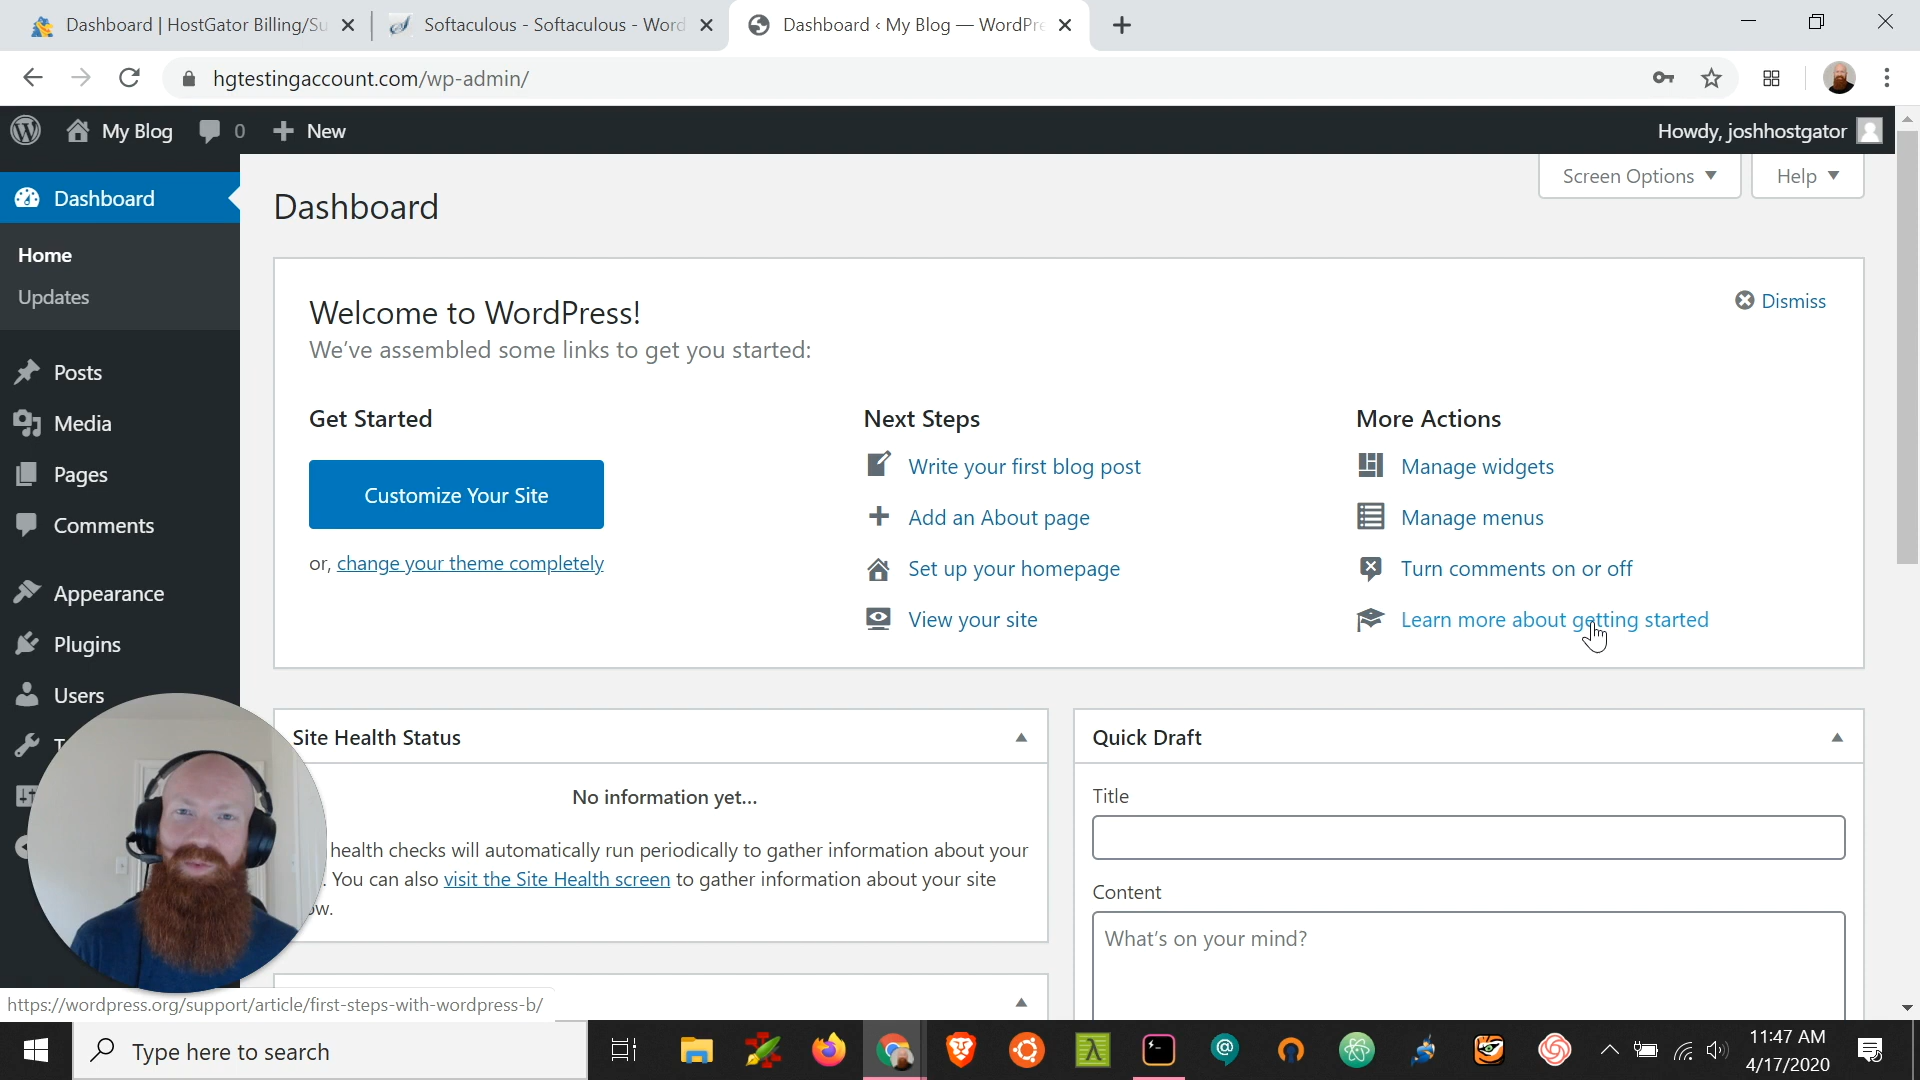 Dashboard | HostGator Billing/Su
Softaculous - Softaculous - Word
Dashboard ‹ My Blog — WordPre
hgtestingaccount.com/wp-admin/
My Blog
0
New
Howdy, joshhostgator
Dashboard
Home
Updates
Posts
Media
Pages
Comments
Appearance
Plugins
Users
Dashboard
Screen Options
Help
Welcome to WordPress!
We've assembled some links to get you started:
Dismiss
Get Started
Customize Your Site
or, change your theme completely
Next Steps
Write your first blog post
Add an About page
Set up your homepage
View your site
More Actions
Manage widgets
Manage menus
Turn comments on or off
Learn more about getting started
Site Health Status
No information yet...
health checks will automatically run periodically to gather information about your
. You can also visit the Site Health screen to gather information about your site
Quick Draft
Title
Content
What's on your mind?
https://wordpress.org/support/article/first-steps-with-wordpress-b/
Type here to search
11:47 AM
4/17/2020